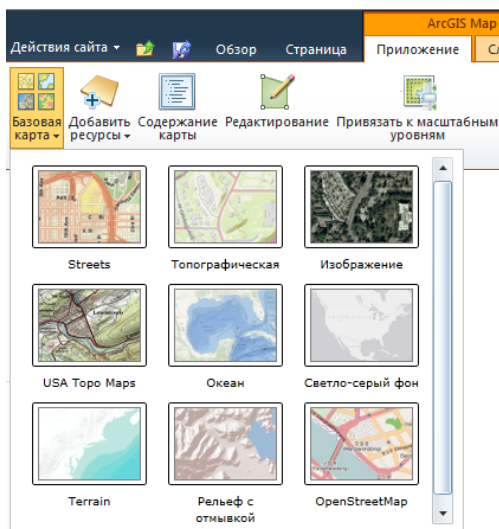 ArcGIS Map
Действия сайта
Обзор
Страница
Приложение
Базовая карта
Добавить ресурсы
Содержание карты
Редактирование
Привязать к масштабным уровням
Streets
Топографическая
Изображение
USA Topo Maps
Океан
Светло-серый фон
Terrain
Рельеф с отмывкой
OpenStreetMap